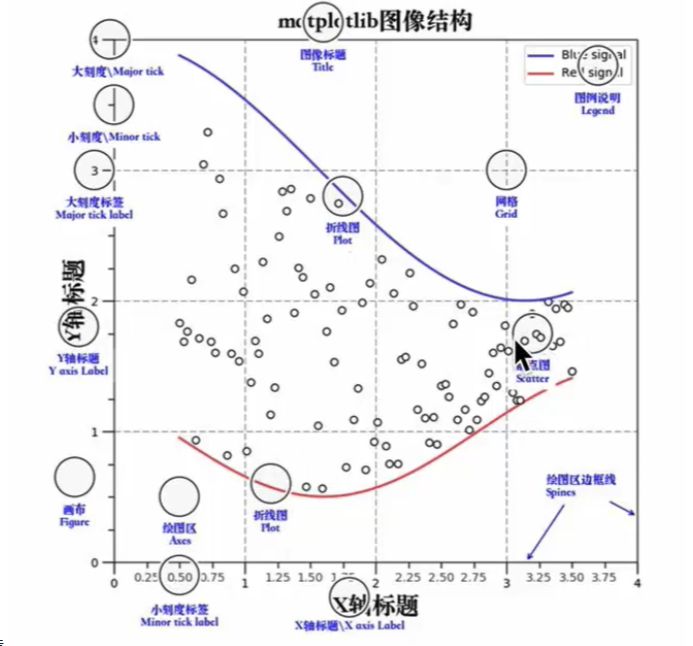 matplotlib图像结构
4
大刻度\Major tick
图像标题
Title
Blue signal
Red signal
图例说明
Legend
小刻度\Minor tick
3
大刻度标签
Major tick label
网格
Grid
折线图
Plot
Y轴标题
2
Y轴标题
Y axis Label
点图
Scatter
1
画布
Figure
绘图区
Axes
折线图
Plot
绘图区边框线
Spines
0
0 0.25 0.50 0.75 1 1.25 1.50 2 2.25 2.50 2.75 3 3.25 3.50 3.75 4
小刻度标签
Minor tick label
X轴标题
X轴标题\X axis Label